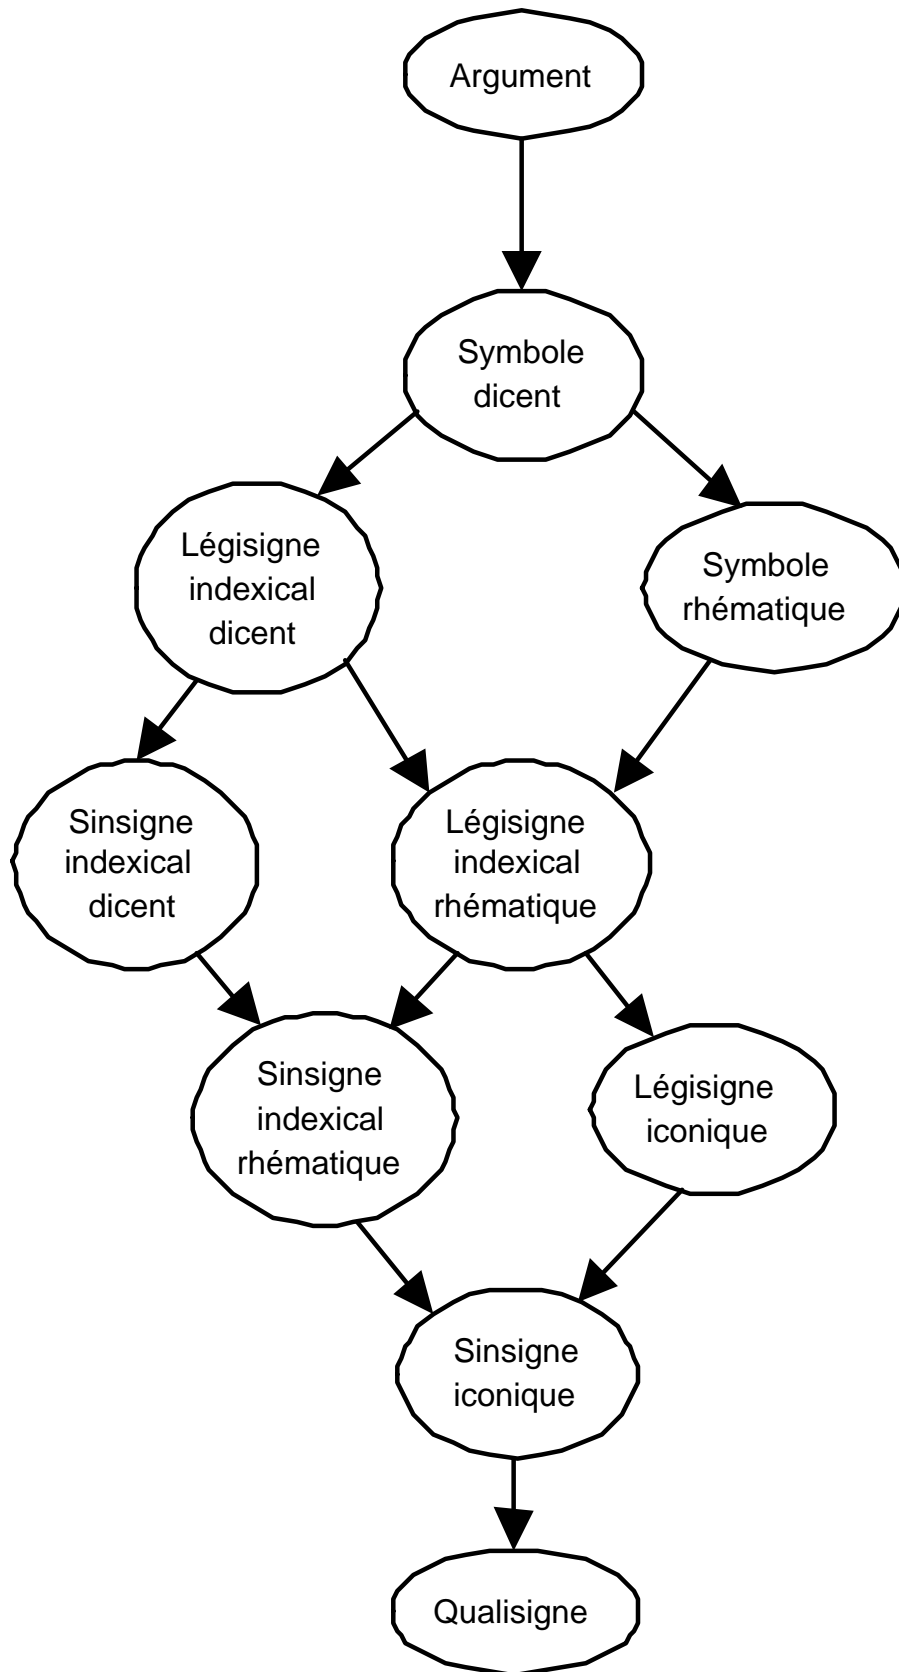 Argument
Symbole
dicent
Légisigne
indexical
dicent
Symbole
rhématique
Sinsigne
indexical
dicent
Légisigne
indexical
rhématique
Sinsigne
indexical
rhématique
Légisigne
iconique
Sinsigne
iconique
Qualisigne